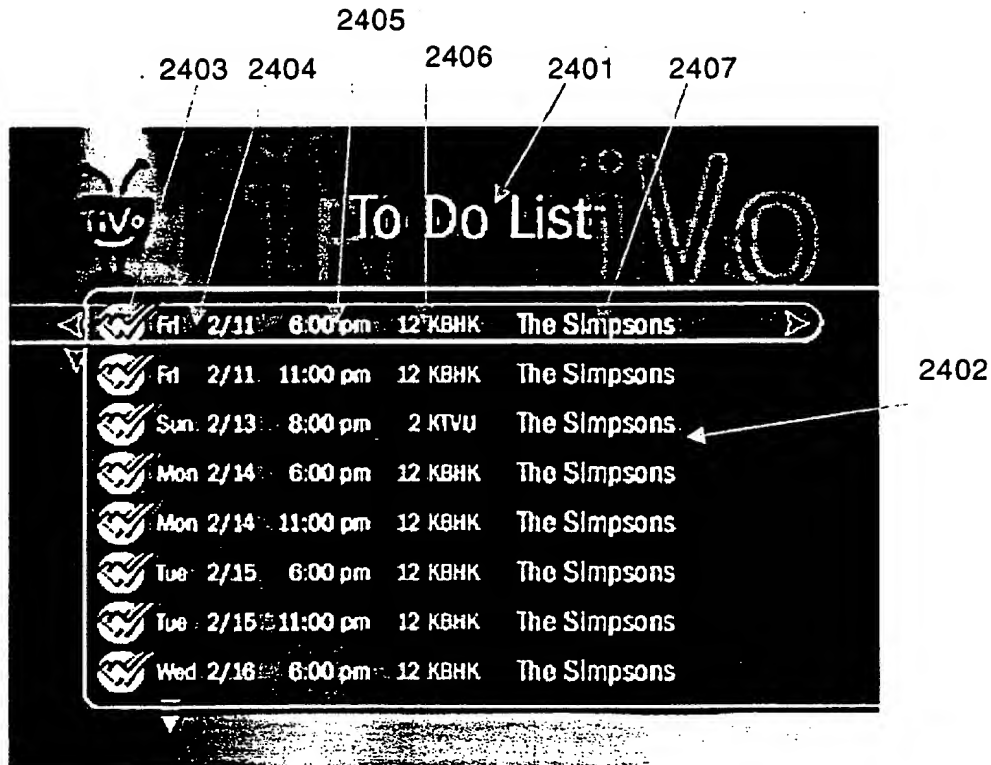 2405
2403 2404 2406 2401 2407
TiVo
To Do List
iVo
Fri 2/11 6:00 pm 12 KBHK The Simpsons
Fri 2/11 11:00 pm 12 KBHK The Simpsons
2402
Sun 2/13 8:00 pm 2 KTVU The Simpsons
Mon 2/14 6:00 pm 12 KBHK The Simpsons
Mon 2/14 11:00 pm 12 KBHK The Simpsons
Tue 2/15 6:00 pm 12 KBHK The Simpsons
Tue 2/15 11:00 pm 12 KBHK The Simpsons
Wed 2/16 6:00 pm 12 KBHK The Simpsons